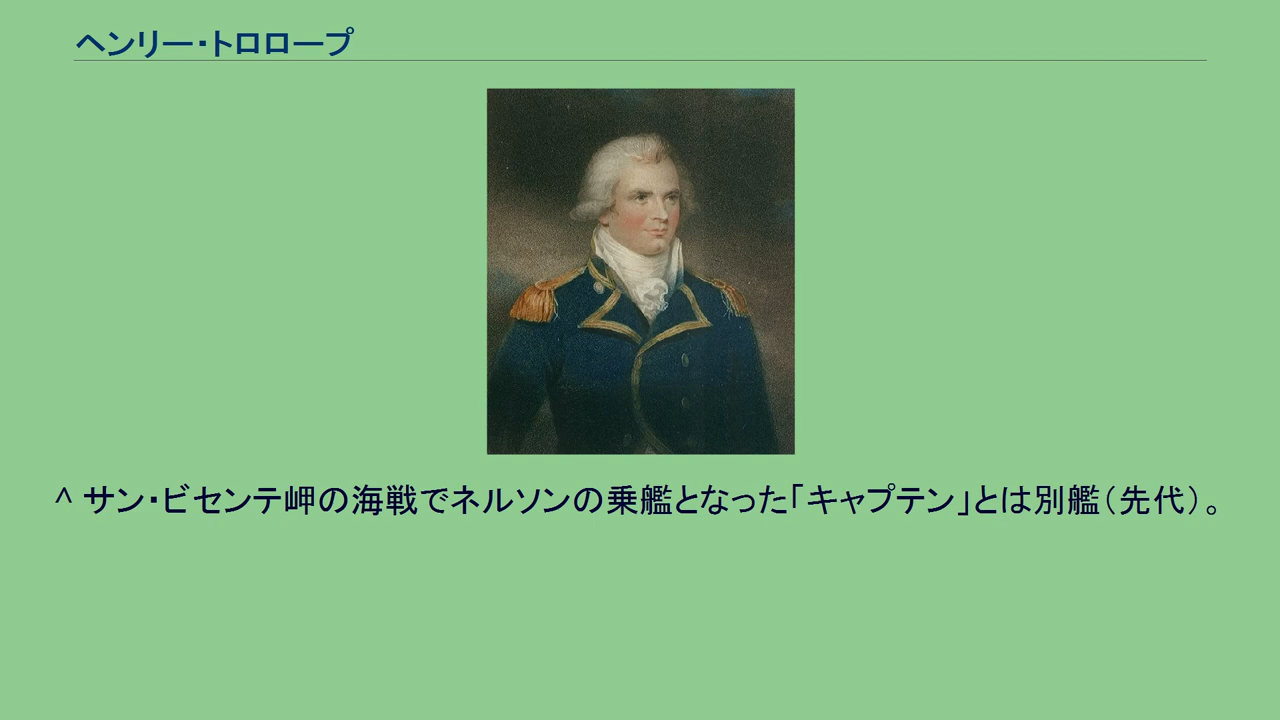 ヘンリー・トロロープ
^ サン・ビセンテ岬の海戦でネルソンの乗艦となった「キャプテン」とは別艦（先代）。